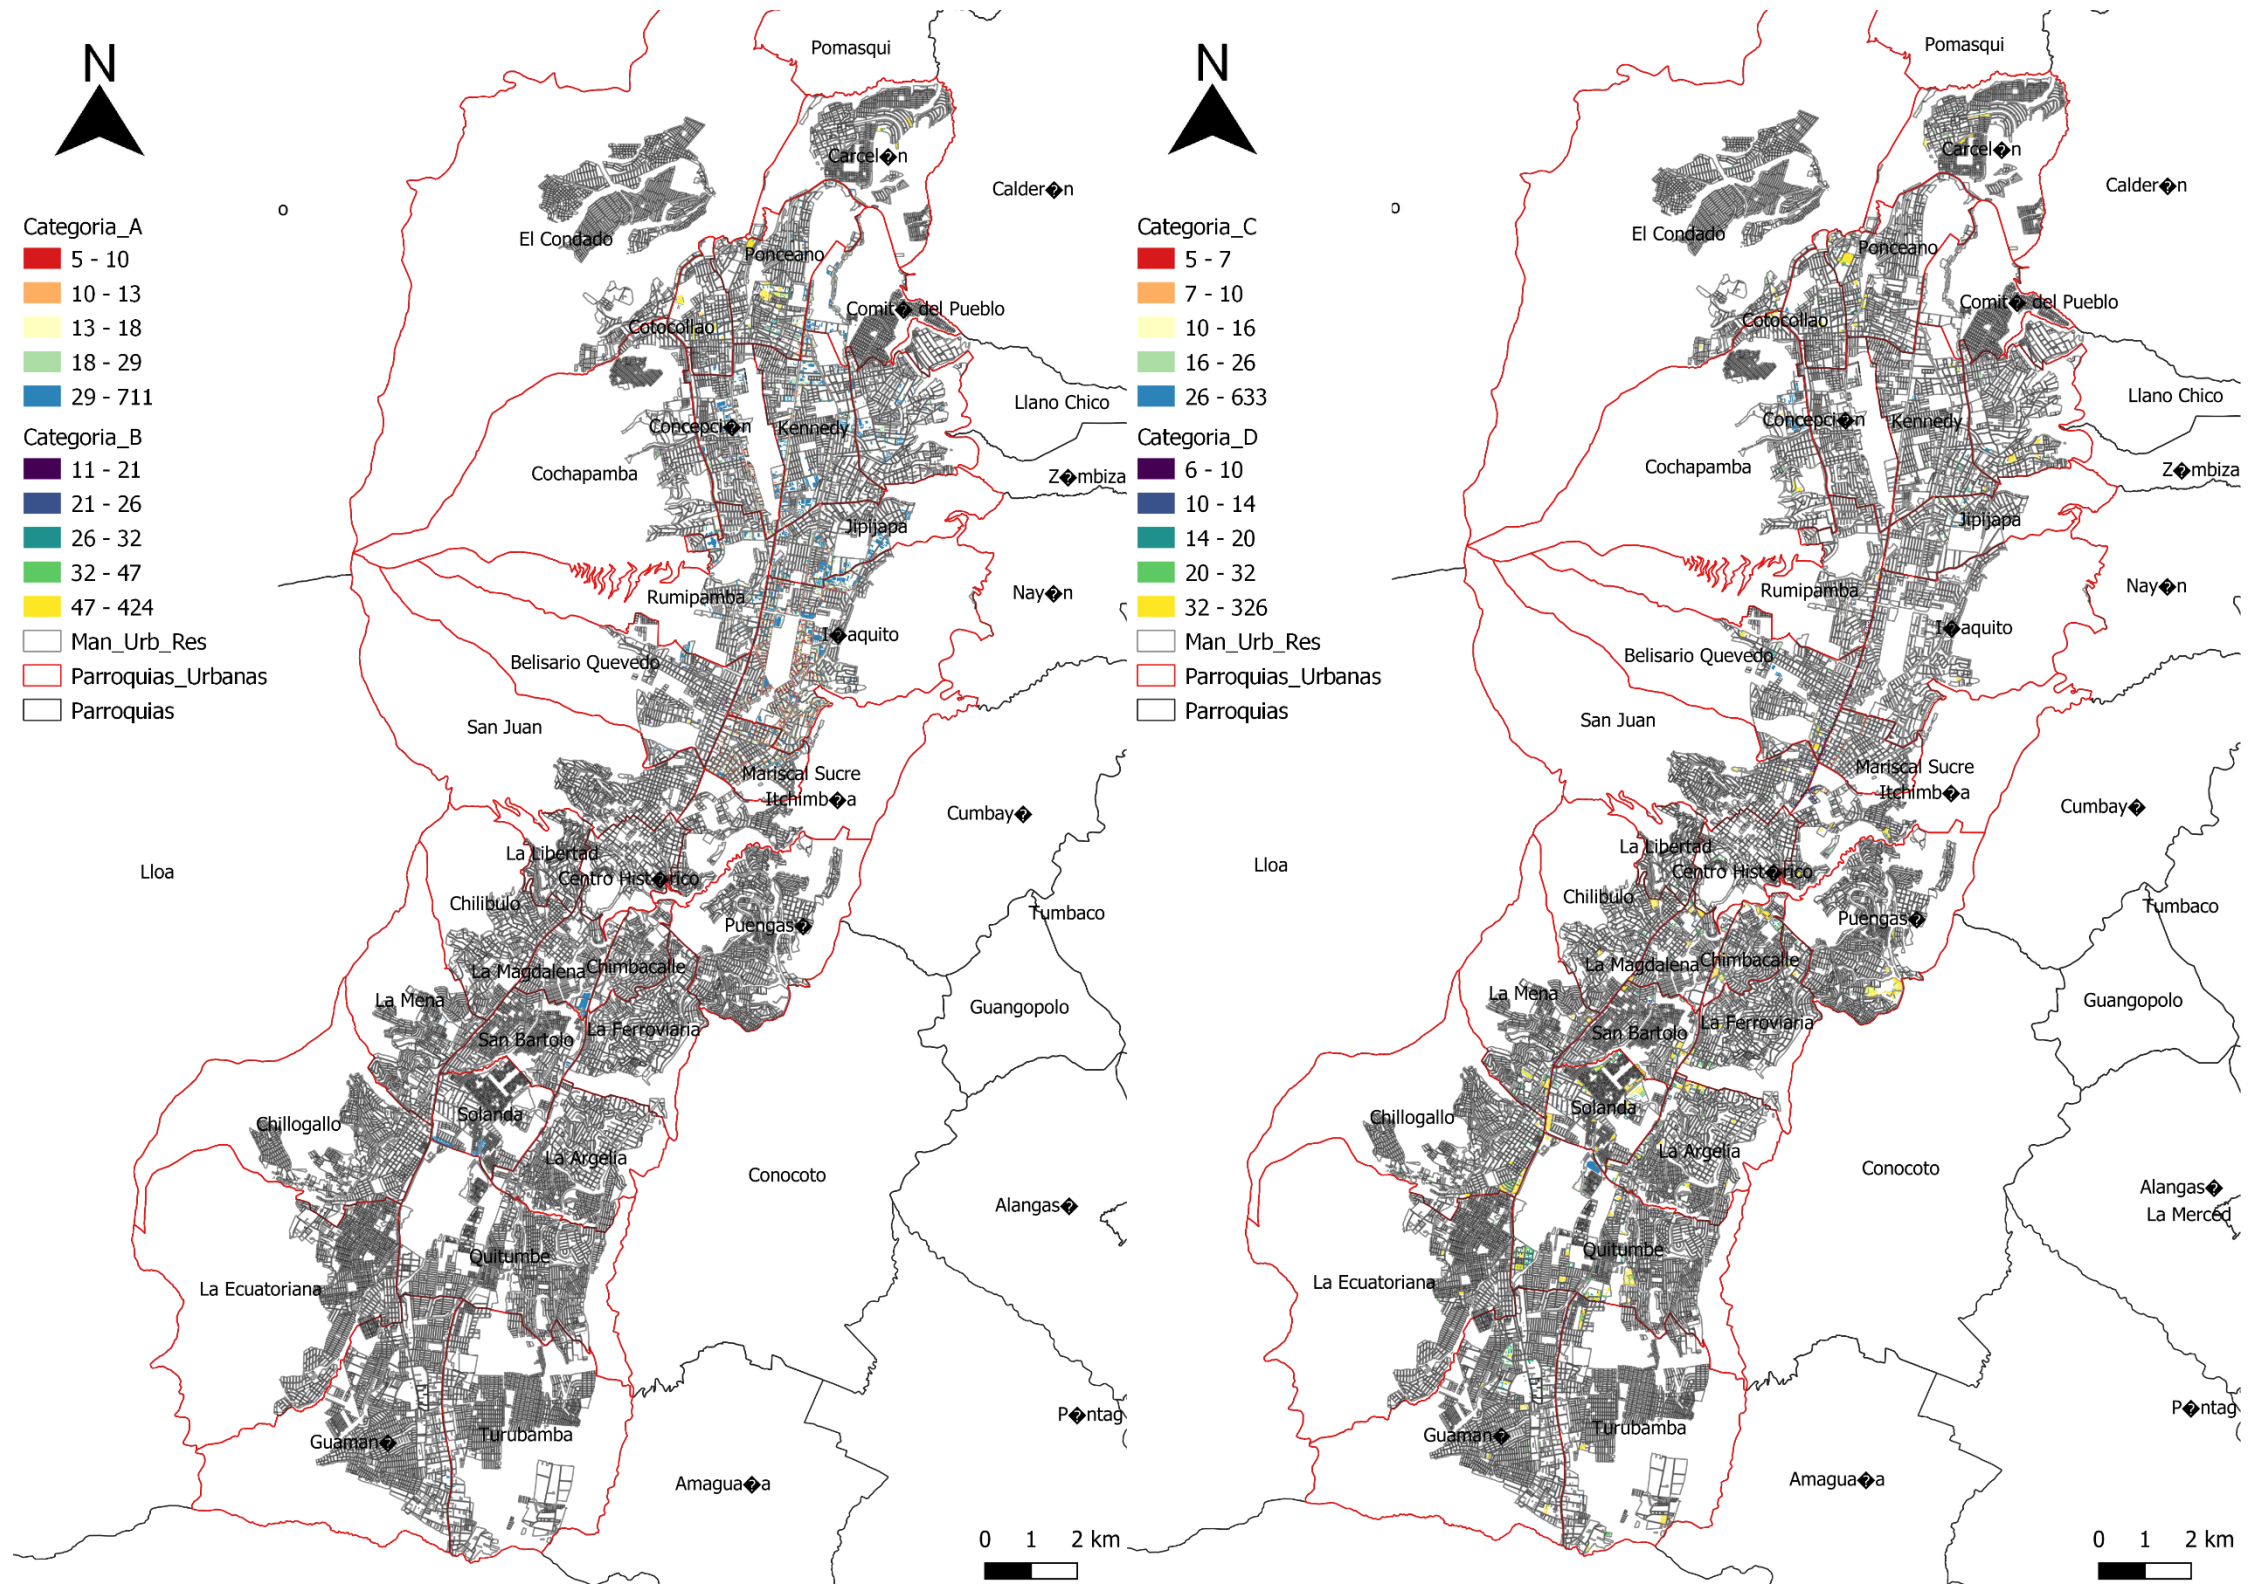 N
Pomasqui
Carcel�n
Calder�n
o
El Condado
Ponceano
Comit� del Pueblo
Cotocollao
Llano Chico
Concepci�n
Kennedy
Cochapamba
Z�mbiza
Jipijapa
Rumipamba
Nay�n
I�aquito
Belisario Quevedo
San Juan
Mariscal Sucre
Itchimb�a
Cumbay�
La Libertad
Lloa
Centro Hist�rico
Chilibulo
Tumbaco
Puengas�
La Magdalena
Chimbacalle
La Mena
Guangopolo
La Ferroviaria
San Bartolo
Solanda
Chillogallo
La Argelia
Conocoto
Alangas�
Quitumbe
La Ecuatoriana
P�ntag
Turubamba
Guaman�
Amagua�a
Categoria_A
5 - 10
10 - 13
13 - 18
18 - 29
29 - 711
Categoria_B
11 - 21
21 - 26
26 - 32
32 - 47
47 - 424
Man_Urb_Res
Parroquias_Urbanas
Parroquias
0 1 2 km
N
Pomasqui
Carcel�n
Calder�n
o
El Condado
Ponceano
Comit� del Pueblo
Cotocollao
Llano Chico
Concepci�n
Kennedy
Cochapamba
Z�mbiza
Jipijapa
Rumipamba
Nay�n
I�aquito
Belisario Quevedo
San Juan
Mariscal Sucre
Itchimb�a
Cumbay�
La Libertad
Lloa
Centro Hist�rico
Chilibulo
Tumbaco
Puengas�
La Magdalena
Chimbacalle
La Mena
Guangopolo
La Ferroviaria
San Bartolo
Solanda
Chillogallo
La Argelia
Conocoto
Alangas�
La Merced
Quitumbe
La Ecuatoriana
P�ntag
Turubamba
Guaman�
Amagua�a
Categoria_C
5 - 7
7 - 10
10 - 16
16 - 26
26 - 633
Categoria_D
6 - 10
10 - 14
14 - 20
20 - 32
32 - 326
Man_Urb_Res
Parroquias_Urbanas
Parroquias
0 1 2 km